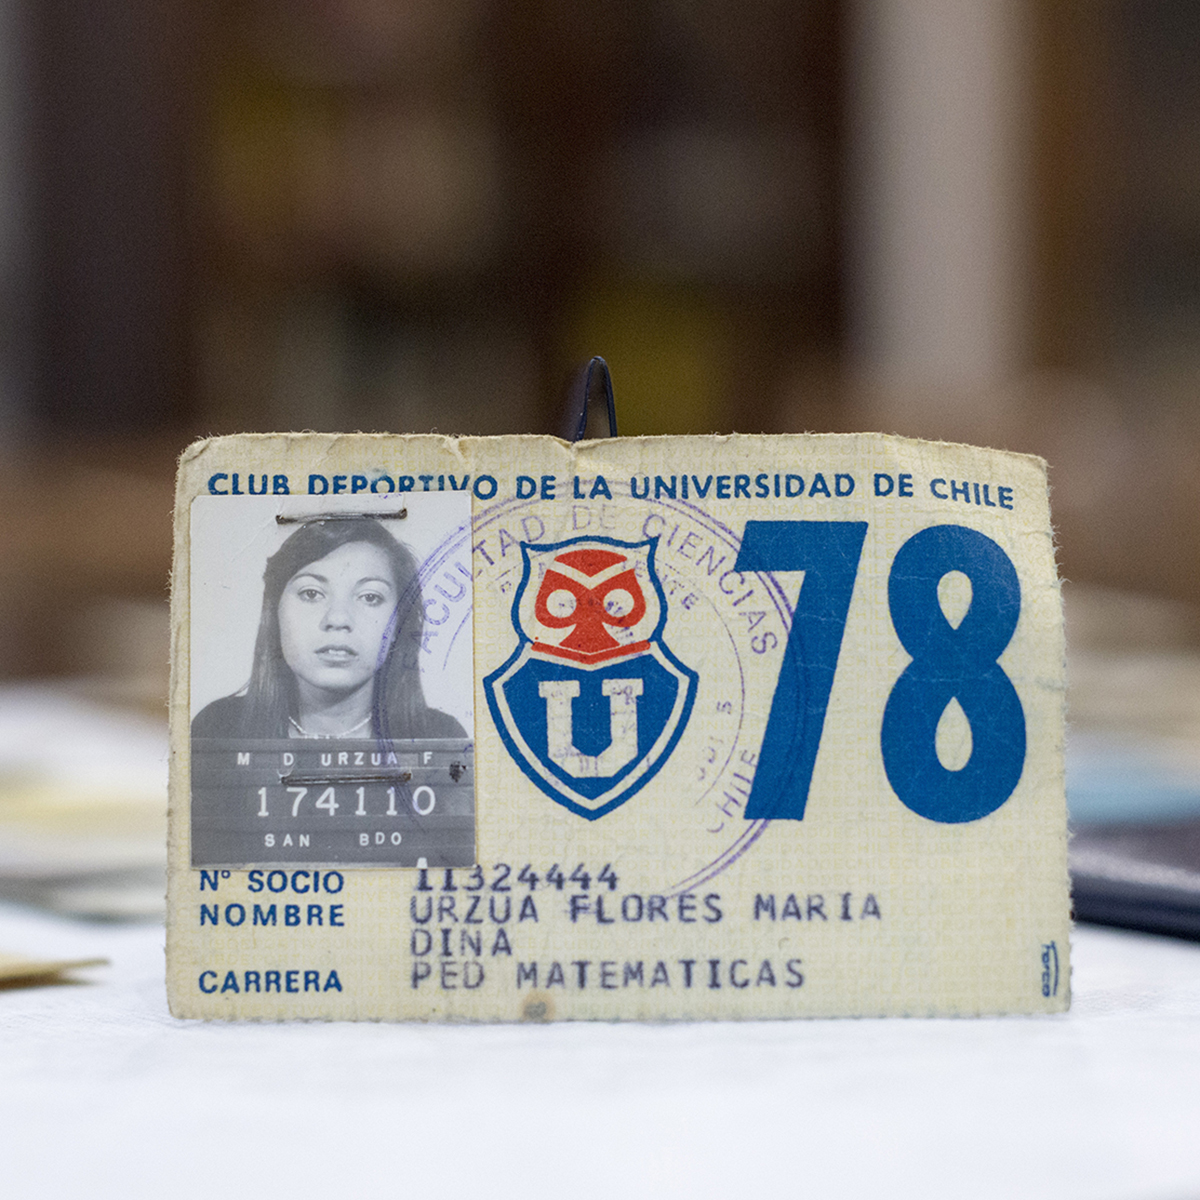 CLUB DEPORTIVO DE LA UNIVERSIDAD DE CHILE
78
FACULTAD DE CIENCIAS
CHILE
U
M D URZUA F
174110
SAN BDO
Nº SOCIO 11324444
NOMBRE URZUA FLORES MARIA
DINA
CARRERA PED MATEMATICAS